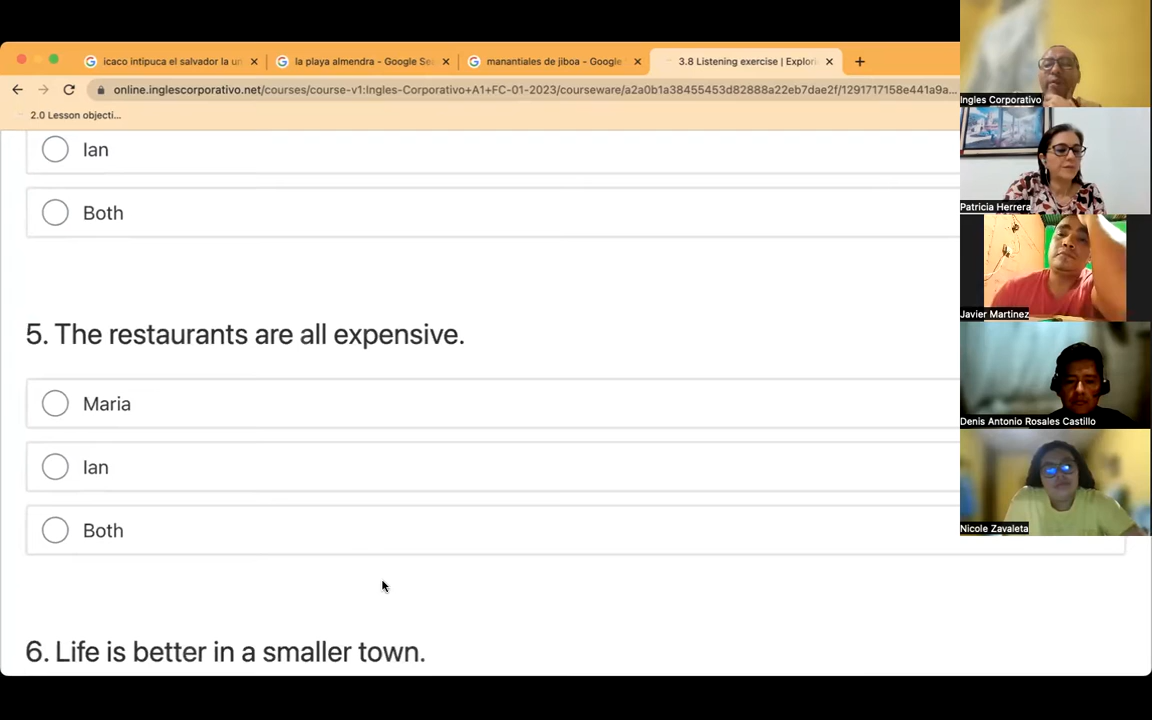 icaco intipuca el salvador la u
la playa almendra - Google Se
manantiales de jiboa - Google
3.8 Listening exercise | Explori
online.inglescorporativo.net/courses/course-v1:Ingles-Corporativo+A1+FC-01-2023/courseware/a2a0b1a38455453d82888a22eb7dae2f/1291717158e441a9a...
2.0 Lesson objecti...
Ian
Both
5. The restaurants are all expensive.
Maria
Ian
Both
6. Life is better in a smaller town.
Ingles Corporativo
Patricia Herrera
Javier Martinez
Denis Antonio Rosales Castillo
Nicole Zavaleta